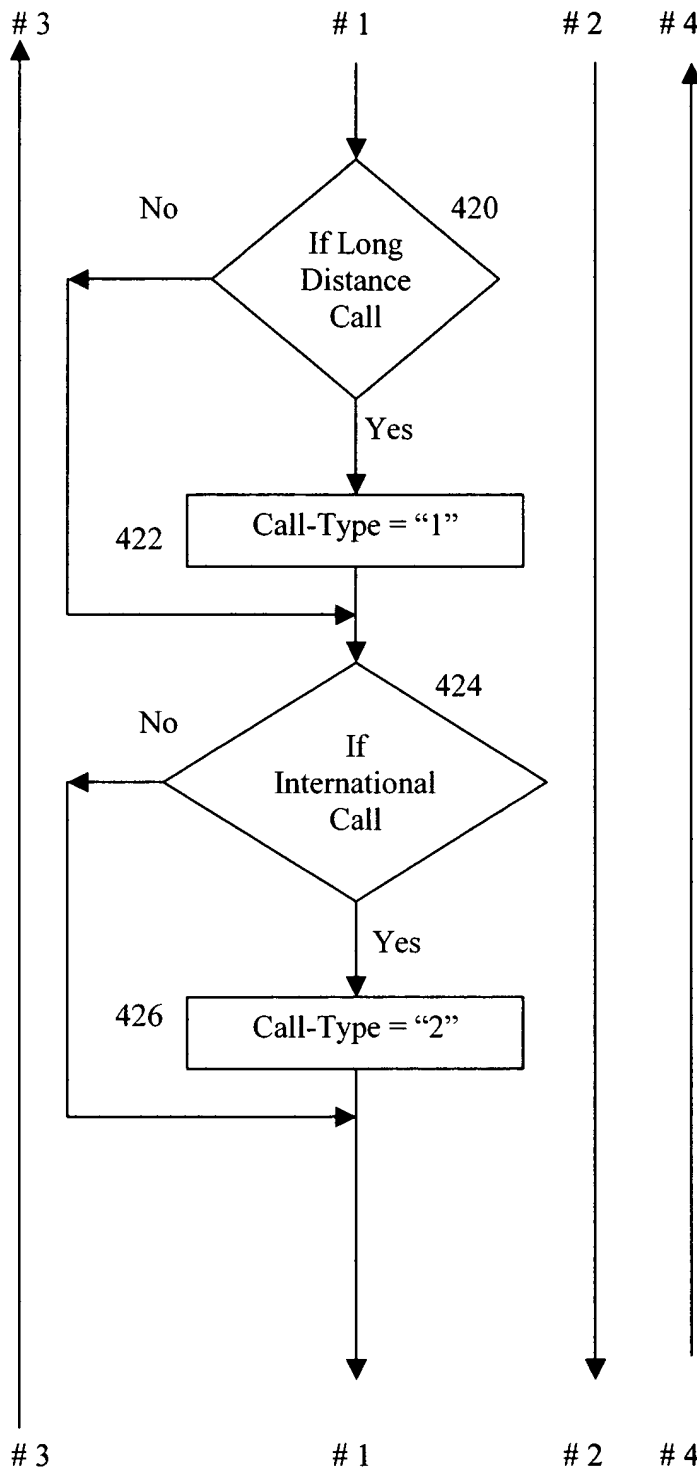 # 3 # 1 # 2 # 4
No 420
If Long
Distance
Call
Yes
Call-Type = “1”
422
424
No
If
International
Call
Yes
426 Call-Type = “2”
# 3 # 1 # 2 # 4